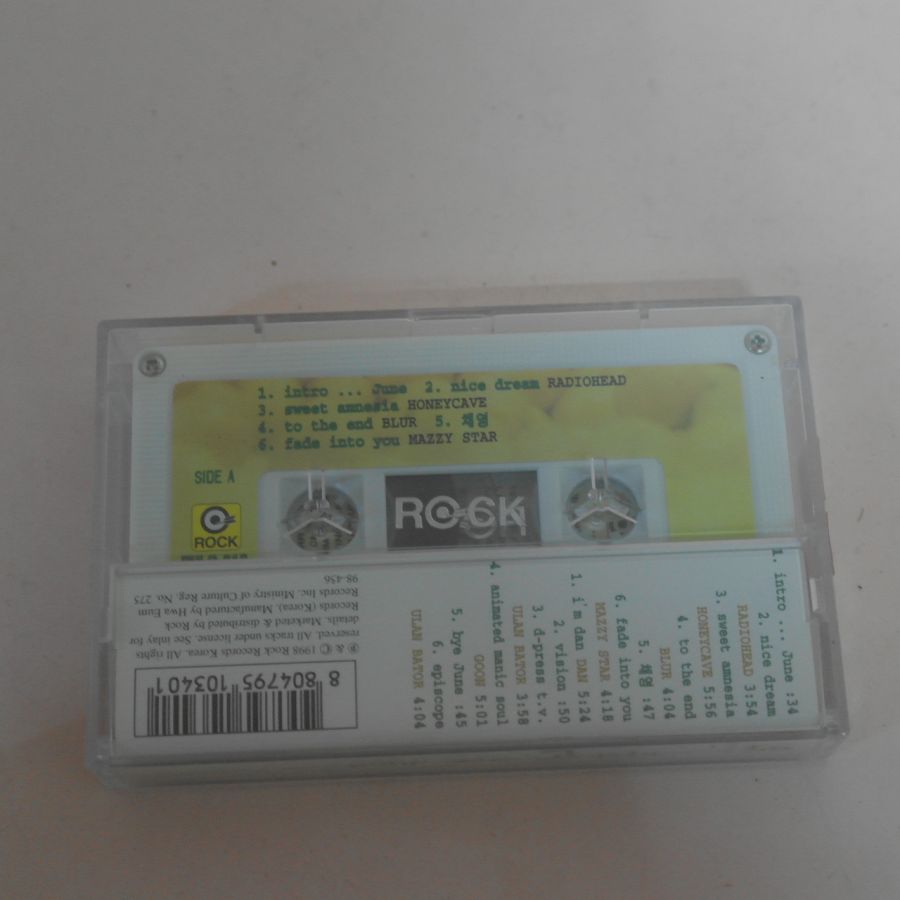 1. intro ... June 2. nice dream RADIOHEAD
3. sweet amnesia HONEYCAVE
4. to the end BLUR 5. 채영
6. fade into you MAZZY STAR
SIDE A
ROCK
ROCK
1. intro ... June :34
2. nice dream
RADIOHEAD 3:54
3. sweet amnesia
HONEYCAVE 5:56
4. to the end
BLUR 4:04
5. 채영 :47
6. fade into you
MAZZY STAR 4:18
1. i'm dan DAN 5:24
2. vision :50
3. d-press t.v.
ULAN BATOR 3:58
4. animated manic soul
GOON 5:01
5. bye June :45
6. episcope
ULAN BATOR 4:04
℗ & © 1998 Rock Records Korea. All rights
reserved. All tracks under license. See inlay for
details. Marketed & distributed by Rock
Records (Korea). Manufactured by Hwa Eum
Records Inc. Ministry of Culture Reg. No. 275
98-456
8 804795 103401